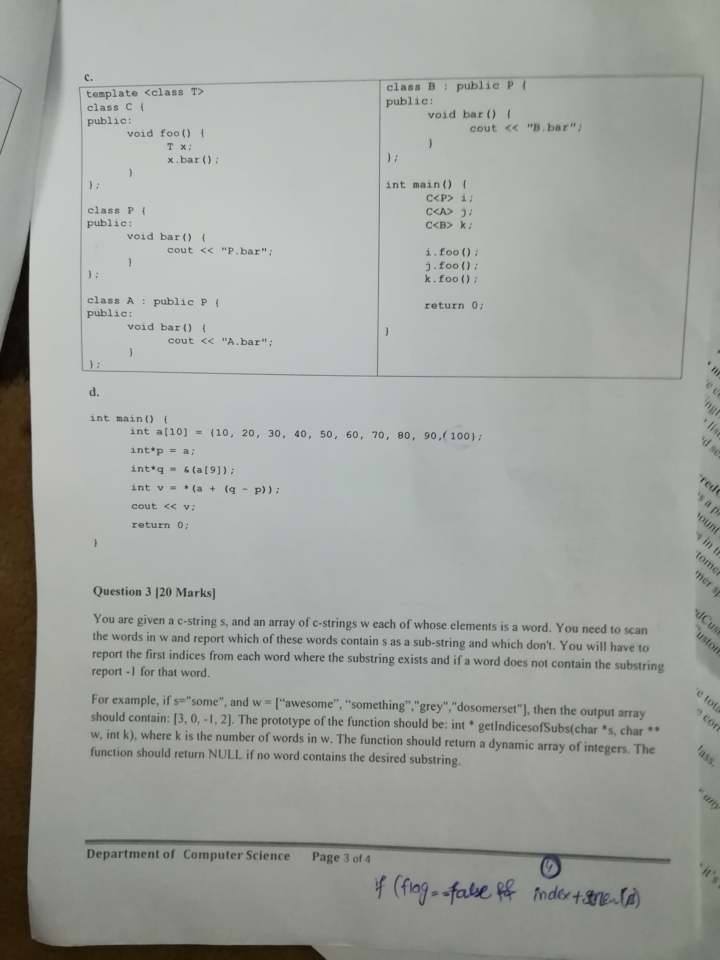 c.
template <class T>
class C {
public:
void foo() {
T x;
x.bar();
}
};
class P {
public:
void bar() {
cout << "P.bar";
}
};
class A : public P {
public:
void bar() {
cout << "A.bar";
}
};
class B : public P {
public:
void bar() {
cout << "B.bar";
}
};
int main() {
C<P> i;
C<A> j;
C<B> k;
i.foo();
j.foo();
k.foo();
return 0;
}
d.
int main() {
int a[10] = {10, 20, 30, 40, 50, 60, 70, 80, 90, 100};
int*p = a;
int*q = &(a[9]);
int v = *(a + (q - p));
cout << v;
return 0;
}
Question 3 [20 Marks]
You are given a c-string s, and an array of c-strings w each of whose elements is a word. You need to scan
the words in w and report which of these words contain s as a sub-string and which don't. You will have to
report the first indices from each word where the substring exists and if a word does not contain the substring
report -1 for that word.
For example, if s="some", and w = ["awesome", "something","grey","dosomerset"], then the output array
should contain: [3, 0, -1, 2]. The prototype of the function should be: int * getIndicesofSubs(char *s, char **
w, int k), where k is the number of words in w. The function should return a dynamic array of integers. The
function should return NULL if no word contains the desired substring.
Department of Computer Science Page 3 of 4
if (flag==false && index+